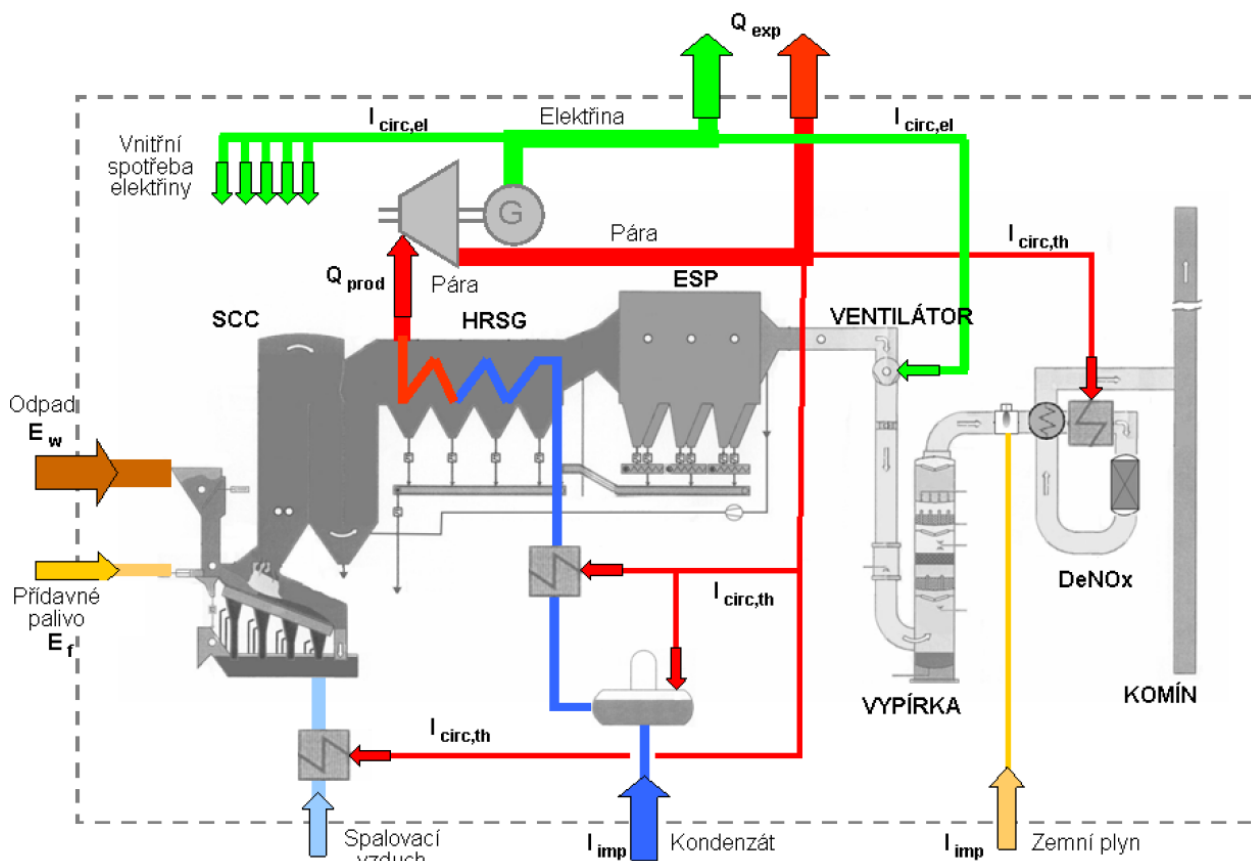 Q exp
I circ,el
Elektřina
I circ,el
Vnitřní
spotřeba
elektřiny
G
Pára
I circ,th
Q prod
Pára
ESP
SCC
HRSG
VENTILÁTOR
Odpad
E w
Přídavné
palivo
E f
DeNOx
I circ,th
VYPÍRKA
KOMÍN
I circ,th
Spalovací
vzduch
I imp
Kondenzát
I imp
Zemní plyn